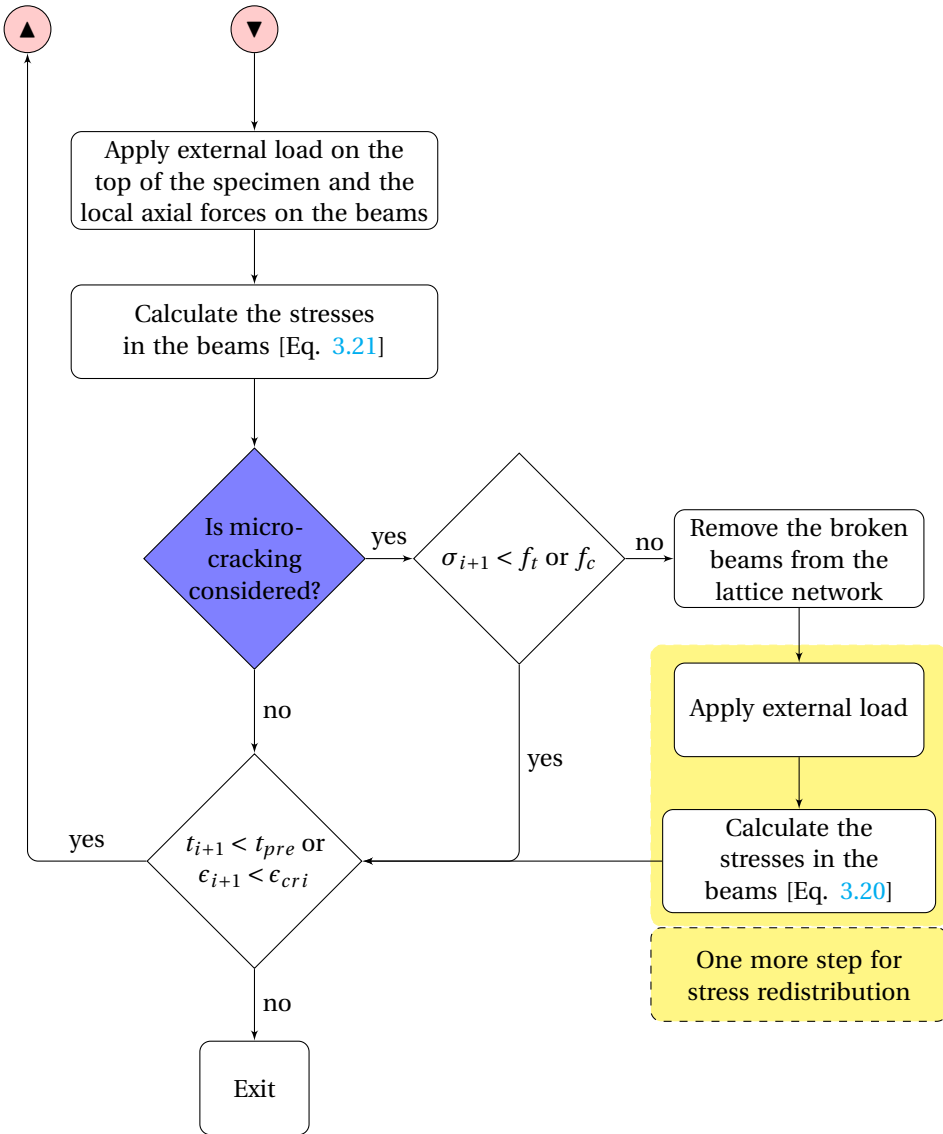 ▲
▼
Apply external load on the
top of the specimen and the
local axial forces on the beams
Calculate the stresses
in the beams [Eq. 3.21]
Is micro-
cracking
considered?
yes
σ_{i+1} < f_t or f_c
no
Remove the broken
beams from the
lattice network
no
yes
Apply external load
yes
t_{i+1} < t_{pre} or
ϵ_{i+1} < ϵ_{cri}
Calculate the
stresses in the
beams [Eq. 3.20]
One more step for
stress redistribution
no
Exit